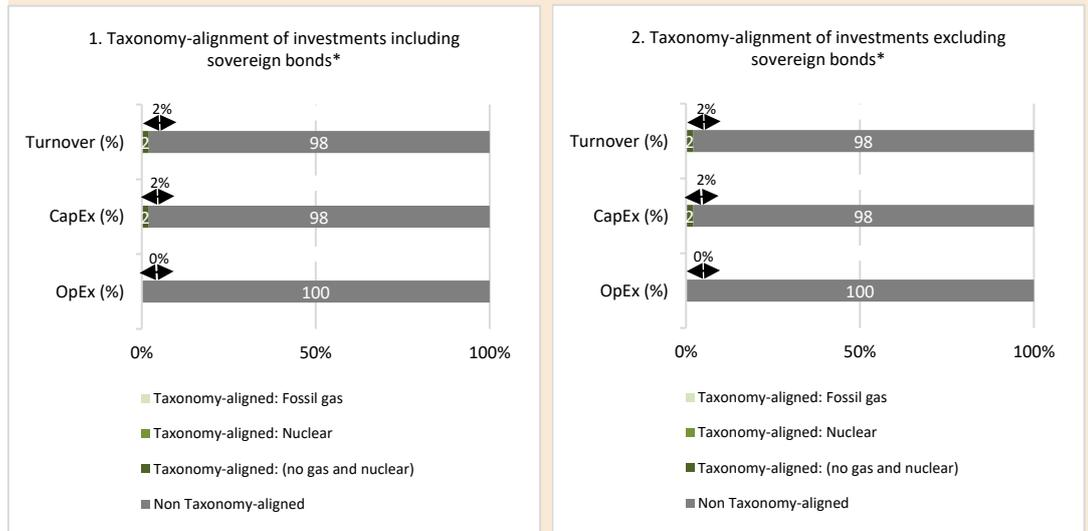 1. Taxonomy-alignment of investments including
sovereign bonds*
2%
Turnover (%)
2
98
2%
CapEx (%)
2
98
0%
OpEx (%)
100
0%
50%
100%
Taxonomy-aligned: Fossil gas
Taxonomy-aligned: Nuclear
Taxonomy-aligned: (no gas and nuclear)
Non Taxonomy-aligned
2. Taxonomy-alignment of investments excluding
sovereign bonds*
2%
Turnover (%)
2
98
2%
CapEx (%)
2
98
0%
OpEx (%)
100
0%
50%
100%
Taxonomy-aligned: Fossil gas
Taxonomy-aligned: Nuclear
Taxonomy-aligned: (no gas and nuclear)
Non Taxonomy-aligned